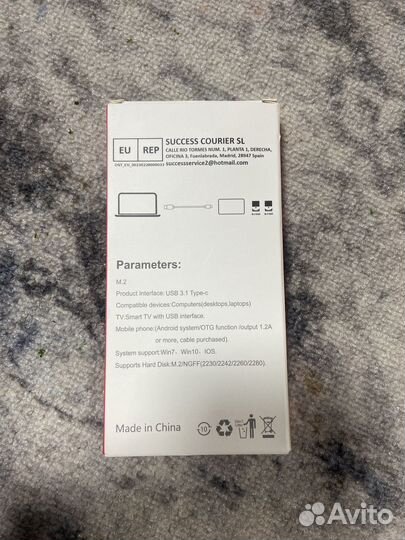 EU REP
SUCCESS COURIER SL
CALLE RIO TORMES NUM. 1, PLANTA 1, DERECHA,
OFICINA 3, Fuenlabrada, Madrid, 28947 Spain
successservice2@hotmail.com
Parameters:
M.2
Product Interface: USB 3.1 Type-c
Compatible devices:Computers(desktops,laptops)
TV:Smart TV with USB interface.
Mobile phone:(Android system/OTG function /output 1.2A
or more, cable purchased).
System support:Win7、Win10、IOS.
Supports Hard Disk:M.2/NGFF(2230/2242/2260/2280).
Made in China
10
Avito